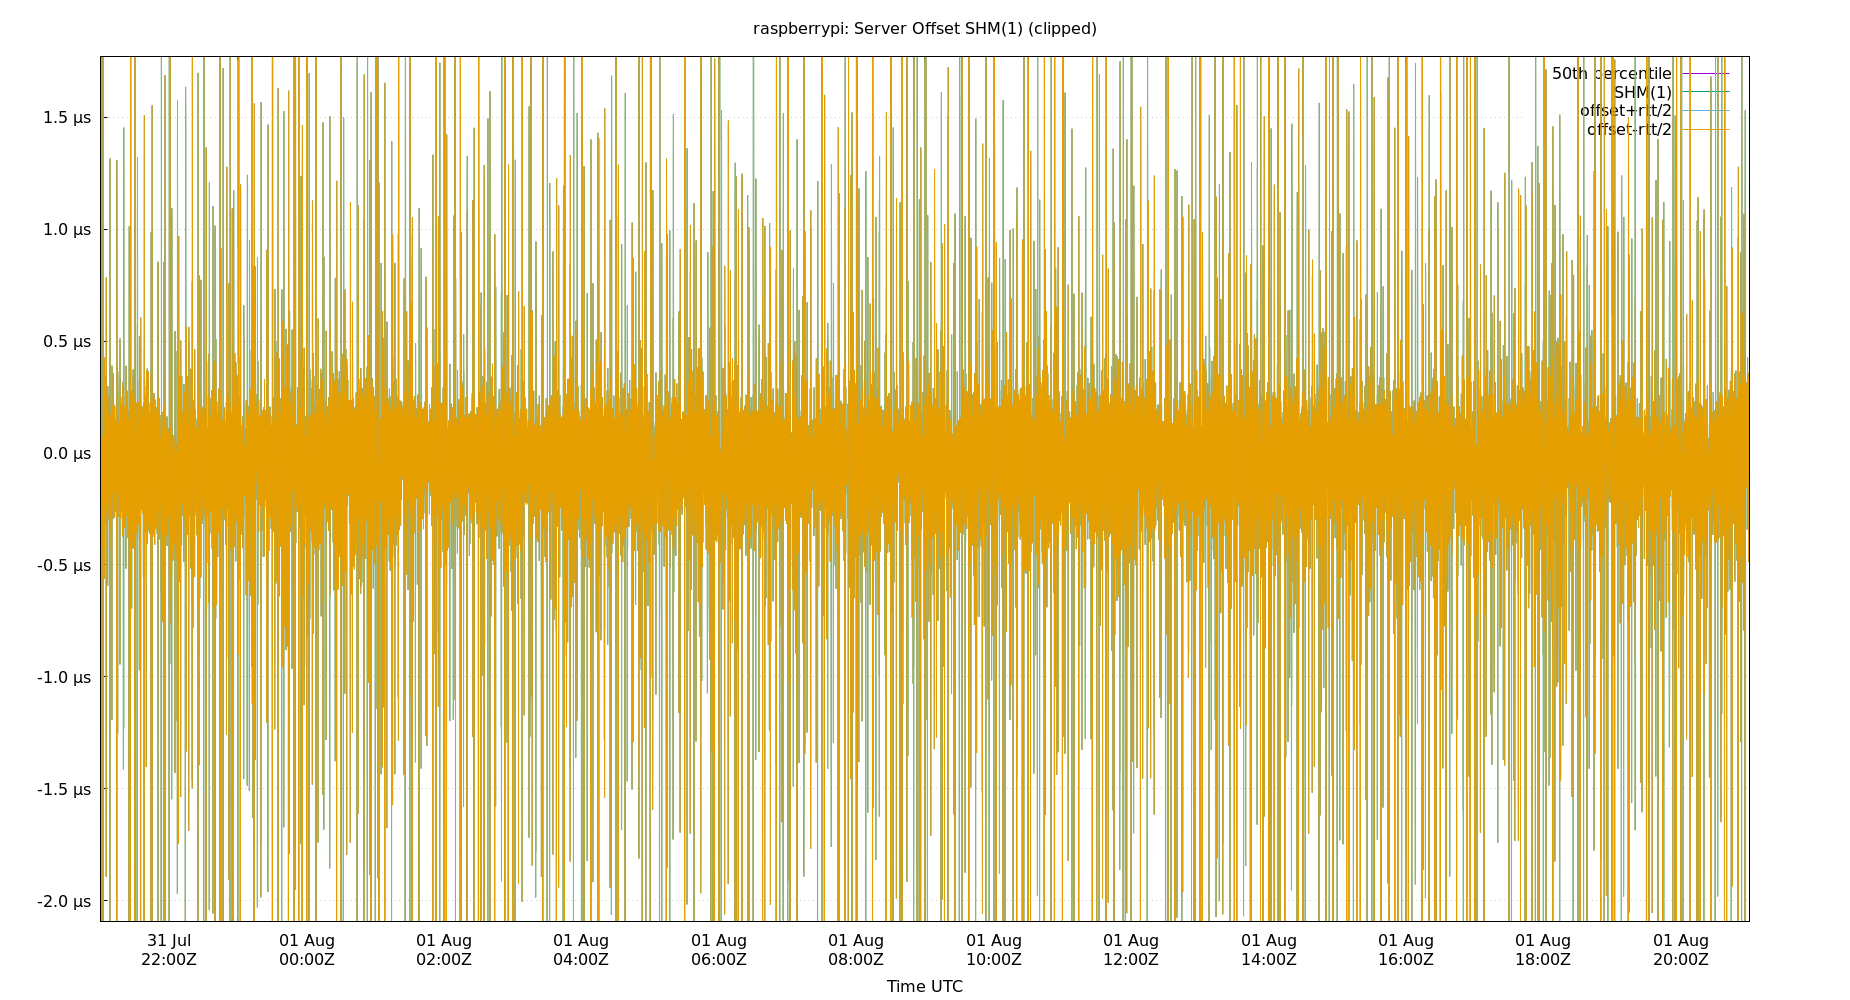 raspberrypi: Server Offset SHM(1) (clipped)
50th percentile
SHM(1)
offset+rtt/2
offset-rtt/2
1.5 µs
1.0 µs
0.5 µs
0.0 µs
-0.5 µs
-1.0 µs
-1.5 µs
-2.0 µs
31 Jul 01 Aug 01 Aug 01 Aug 01 Aug 01 Aug 01 Aug 01 Aug 01 Aug 01 Aug 01 Aug 01 Aug
22:00Z 00:00Z 02:00Z 04:00Z 06:00Z 08:00Z 10:00Z 12:00Z 14:00Z 16:00Z 18:00Z 20:00Z
Time UTC